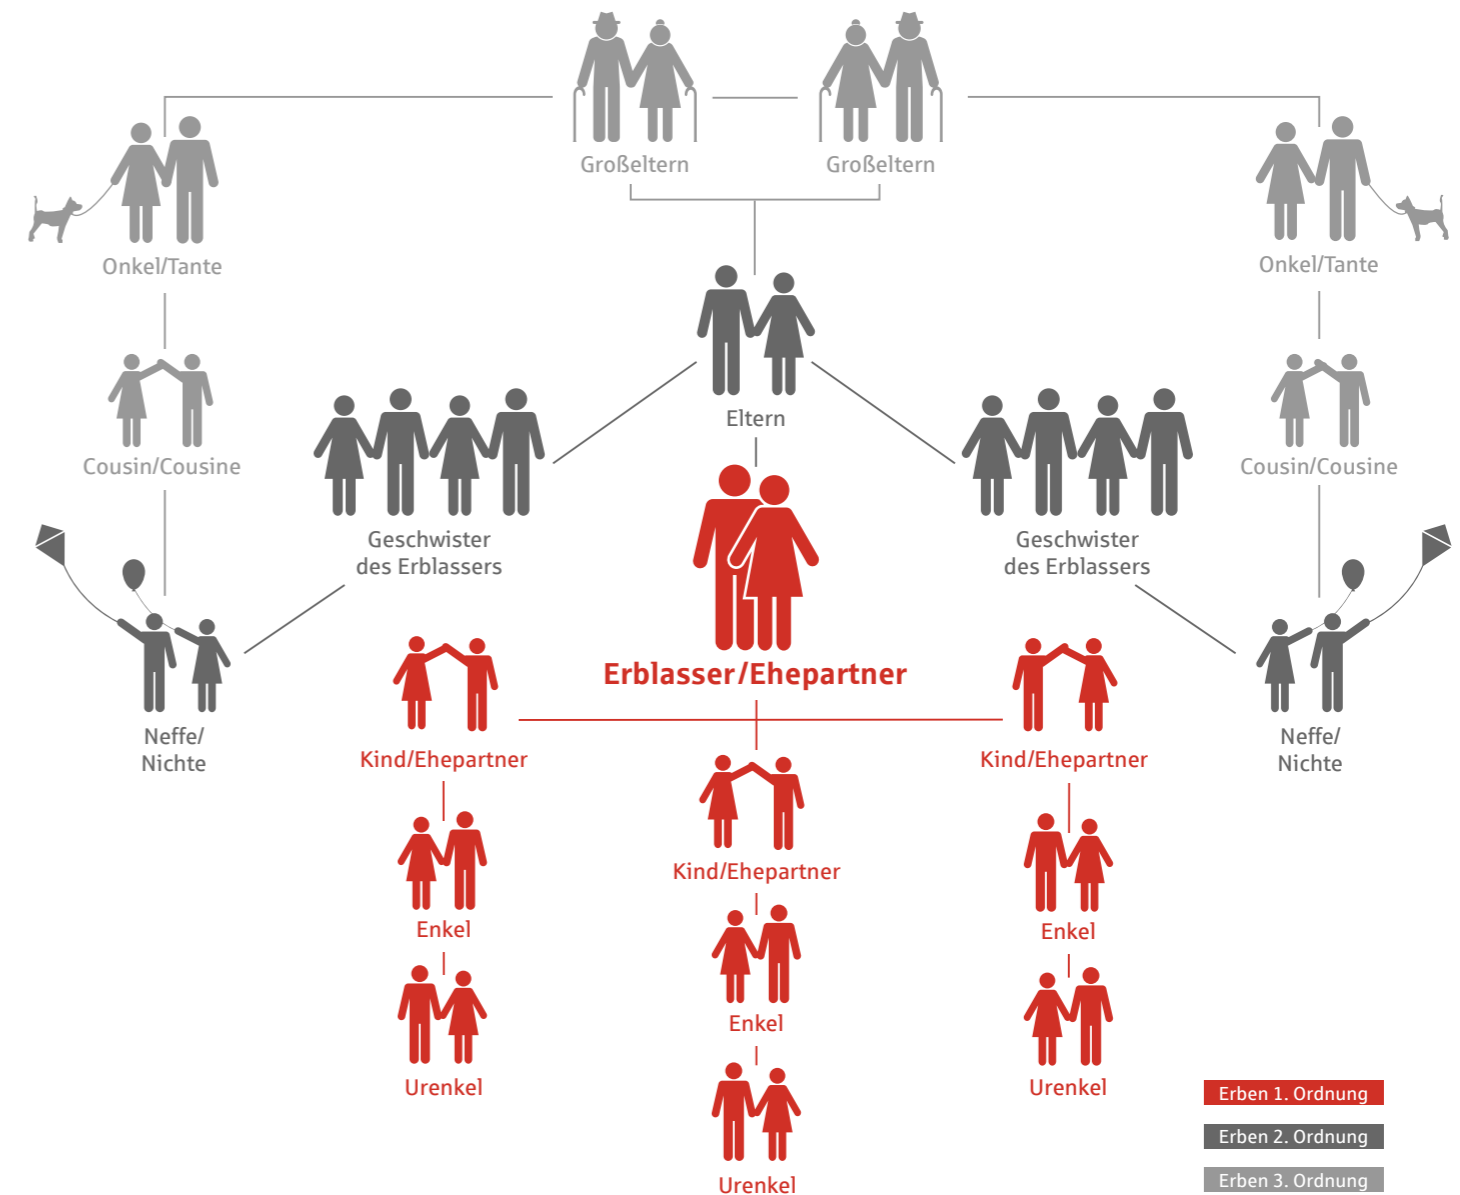 Großeltern
Großeltern
Onkel/Tante
Onkel/Tante
Eltern
Cousin/Cousine
Cousin/Cousine
Geschwister
des Erblassers
Geschwister
des Erblassers
Erblasser/Ehepartner
Neffe/
Nichte
Neffe/
Nichte
Kind/Ehepartner
Kind/Ehepartner
Kind/Ehepartner
Enkel
Enkel
Enkel
Urenkel
Urenkel
Urenkel
Erben 1. Ordnung
Erben 2. Ordnung
Erben 3. Ordnung